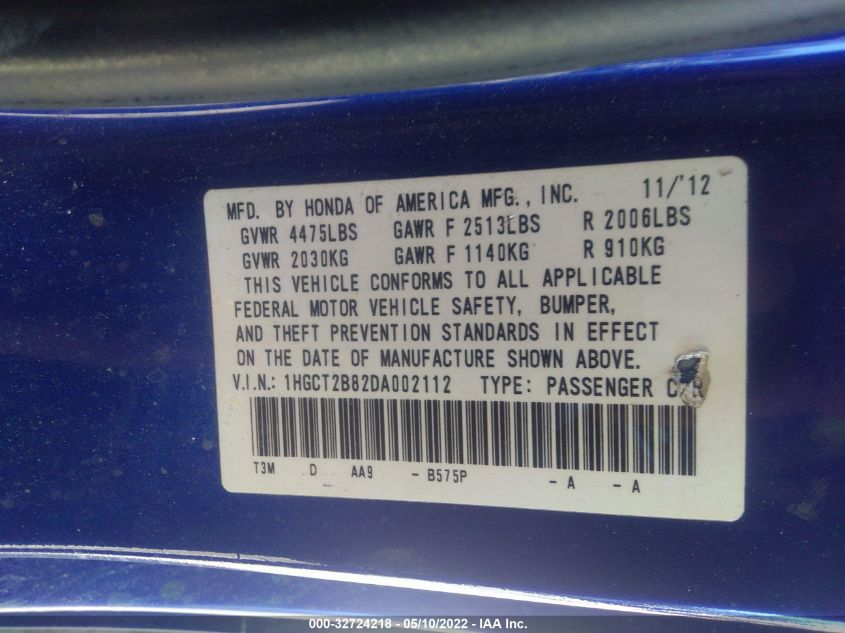 MFD. BY HONDA OF AMERICA MFG., INC. 11/'12
GVWR 4475LBS GAWR F 2513LBS R 2006LBS
GVWR 2030KG GAWR F 1140KG R 910KG
THIS VEHICLE CONFORMS TO ALL APPLICABLE
FEDERAL MOTOR VEHICLE SAFETY, BUMPER,
AND THEFT PREVENTION STANDARDS IN EFFECT
ON THE DATE OF MANUFACTURE SHOWN ABOVE.
V.I.N.: 1HGCT2B82DA002112 TYPE: PASSENGER
T3M D AA9 - B575P - A - A
000-32724218 - 05/10/2022 - IAA Inc.